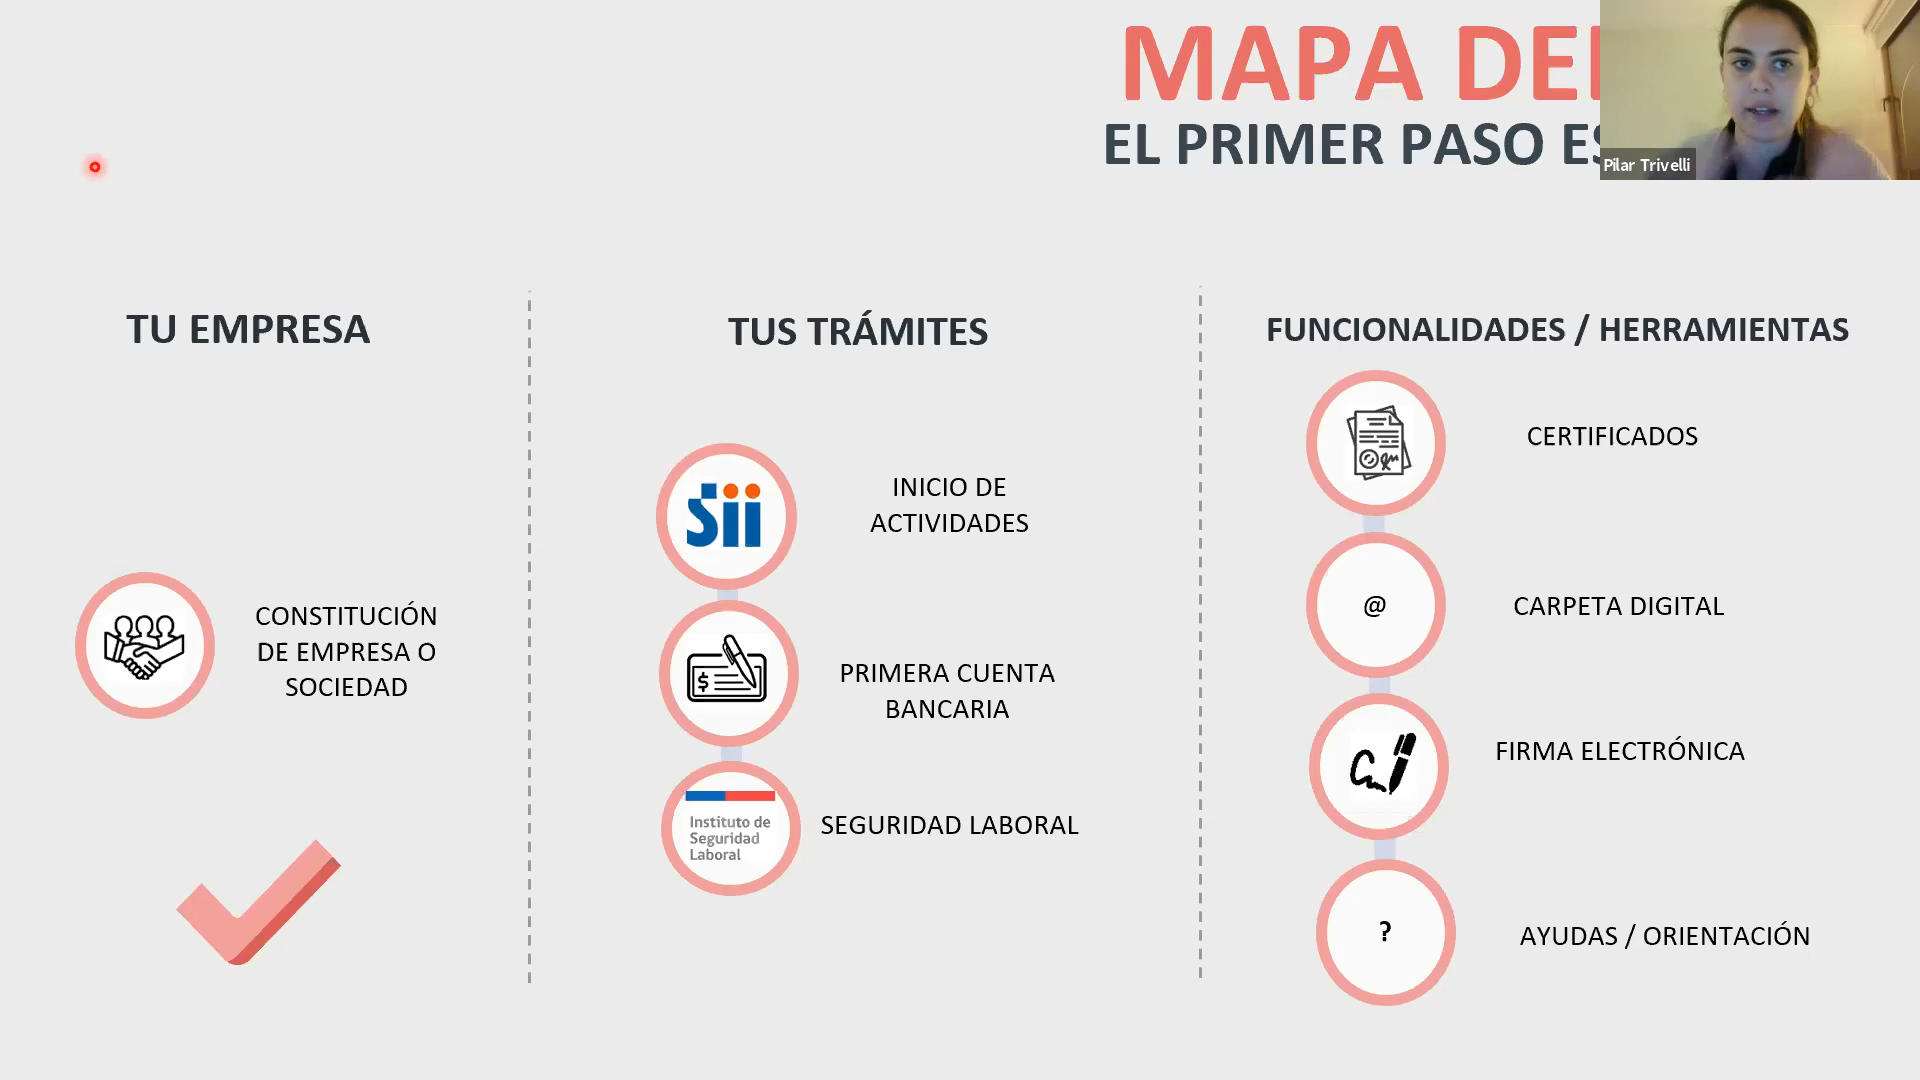 MAPA DE
EL PRIMER PASO ES
Pilar Trivelli
TU EMPRESA
CONSTITUCIÓN
DE EMPRESA O
SOCIEDAD
TUS TRÁMITES
Sii
INICIO DE
ACTIVIDADES
$
PRIMERA CUENTA
BANCARIA
Instituto de
Seguridad
Laboral
SEGURIDAD LABORAL
FUNCIONALIDADES / HERRAMIENTAS
CERTIFICADOS
@
CARPETA DIGITAL
FIRMA ELECTRÓNICA
?
AYUDAS / ORIENTACIÓN